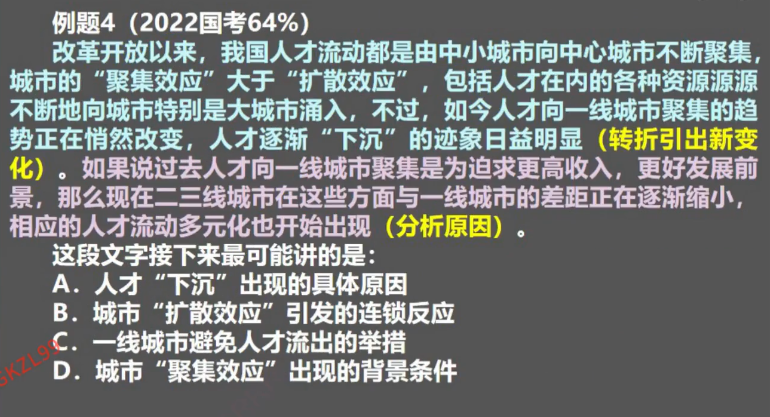 例题4（2022国考64%）
改革开放以来，我国人才流动都是由中小城市向中心城市不断聚集，
城市的“聚集效应”大于“扩散效应”，包括人才在内的各种资源源源
不断地向城市特别是大城市涌入，不过，如今人才向一线城市聚集的趋
势正在悄然改变，人才逐渐“下沉”的迹象日益明显（转折引出新变
化）。如果说过去人才向一线城市聚集是为迫求更高收入，更好发展前
景，那么现在二三线城市在这些方面与一线城市的差距正在逐渐缩小，
相应的人才流动多元化也开始出现（分析原因）。
这段文字接下来最可能讲的是：
A．人才“下沉”出现的具体原因
B．城市“扩散效应”引发的连锁反应
C．一线城市避免人才流出的举措
D．城市“聚集效应”出现的背景条件
GKZL99